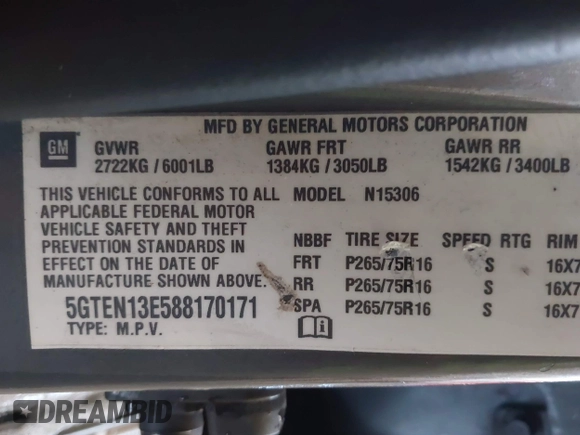 MFD BY GENERAL MOTORS CORPORATION
GM GVWR GAWR FRT GAWR RR
2722KG / 6001LB 1384KG / 3050LB 1542KG / 3400LB
THIS VEHICLE CONFORMS TO ALL MODEL N15306
APPLICABLE FEDERAL MOTOR
VEHICLE SAFETY AND THEFT
PREVENTION STANDARDS IN NBBF TIRE SIZE SPEED RTG RIM
EFFECT ON THE DATE OF FRT P265/75R16 S 16X7
MANUFACTURE SHOWN ABOVE. RR P265/75R16 S 16X7
5GTEN13E588170171 SPA P265/75R16 S 16X7
TYPE: M.P.V.
DREAMBID